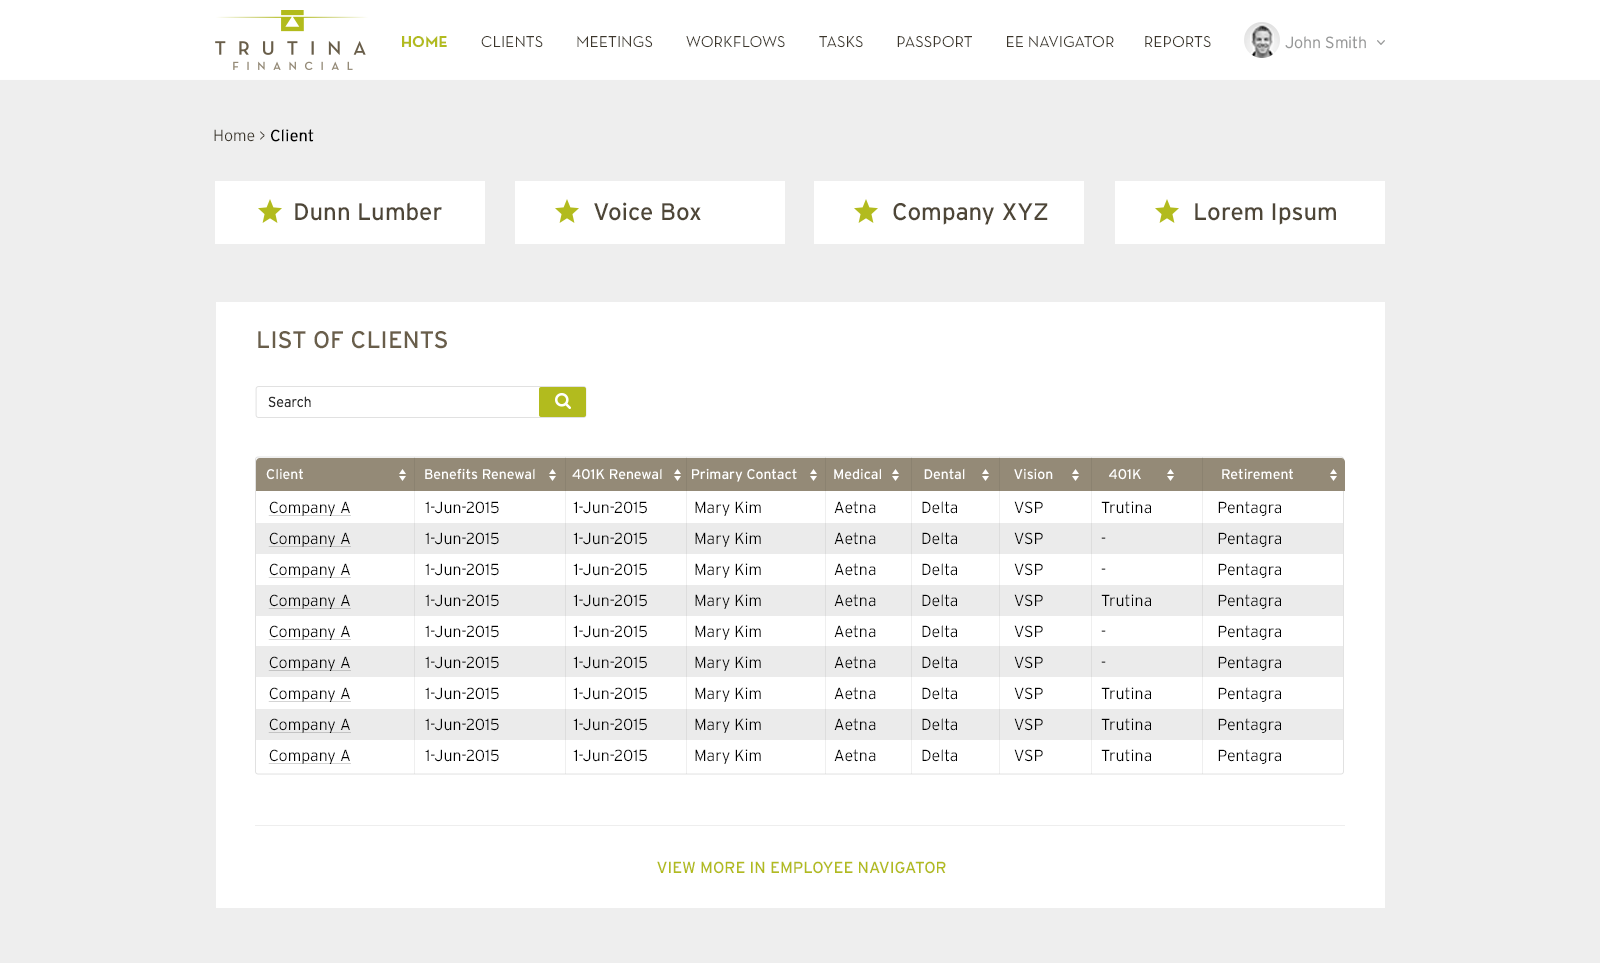 TRUTINA
FINANCIAL
HOME CLIENTS MEETINGS WORKFLOWS TASKS PASSPORT EE NAVIGATOR REPORTS John Smith
Home > Client
Dunn Lumber Voice Box Company XYZ Lorem Ipsum
LIST OF CLIENTS
Search
Client Benefits Renewal 401K Renewal Primary Contact Medical Dental Vision 401K Retirement
Company A 1-Jun-2015 1-Jun-2015 Mary Kim Aetna Delta VSP Trutina Pentagra
Company A 1-Jun-2015 1-Jun-2015 Mary Kim Aetna Delta VSP - Pentagra
Company A 1-Jun-2015 1-Jun-2015 Mary Kim Aetna Delta VSP - Pentagra
Company A 1-Jun-2015 1-Jun-2015 Mary Kim Aetna Delta VSP Trutina Pentagra
Company A 1-Jun-2015 1-Jun-2015 Mary Kim Aetna Delta VSP - Pentagra
Company A 1-Jun-2015 1-Jun-2015 Mary Kim Aetna Delta VSP - Pentagra
Company A 1-Jun-2015 1-Jun-2015 Mary Kim Aetna Delta VSP Trutina Pentagra
Company A 1-Jun-2015 1-Jun-2015 Mary Kim Aetna Delta VSP Trutina Pentagra
Company A 1-Jun-2015 1-Jun-2015 Mary Kim Aetna Delta VSP Trutina Pentagra
VIEW MORE IN EMPLOYEE NAVIGATOR